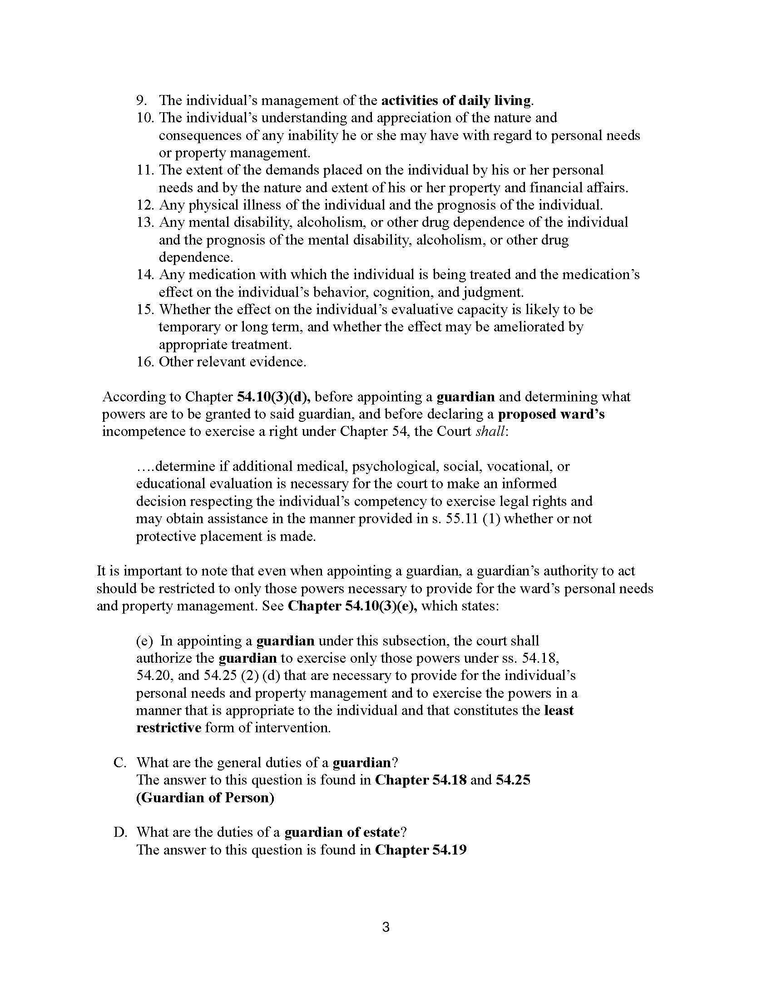 9. The individual’s management of the activities of daily living.
10. The individual’s understanding and appreciation of the nature and
consequences of any inability he or she may have with regard to personal needs
or property management.
11. The extent of the demands placed on the individual by his or her personal
needs and by the nature and extent of his or her property and financial affairs.
12. Any physical illness of the individual and the prognosis of the individual.
13. Any mental disability, alcoholism, or other drug dependence of the individual
and the prognosis of the mental disability, alcoholism, or other drug
dependence.
14. Any medication with which the individual is being treated and the medication’s
effect on the individual’s behavior, cognition, and judgment.
15. Whether the effect on the individual’s evaluative capacity is likely to be
temporary or long term, and whether the effect may be ameliorated by
appropriate treatment.
16. Other relevant evidence.
According to Chapter 54.10(3)(d), before appointing a guardian and determining what
powers are to be granted to said guardian, and before declaring a proposed ward’s
incompetence to exercise a right under Chapter 54, the Court shall:
….determine if additional medical, psychological, social, vocational, or
educational evaluation is necessary for the court to make an informed
decision respecting the individual’s competency to exercise legal rights and
may obtain assistance in the manner provided in s. 55.11 (1) whether or not
protective placement is made.
It is important to note that even when appointing a guardian, a guardian’s authority to act
should be restricted to only those powers necessary to provide for the ward’s personal needs
and property management. See Chapter 54.10(3)(e), which states:
(e) In appointing a guardian under this subsection, the court shall
authorize the guardian to exercise only those powers under ss. 54.18,
54.20, and 54.25 (2) (d) that are necessary to provide for the individual’s
personal needs and property management and to exercise the powers in a
manner that is appropriate to the individual and that constitutes the least
restrictive form of intervention.
C. What are the general duties of a guardian?
The answer to this question is found in Chapter 54.18 and 54.25
(Guardian of Person)
D. What are the duties of a guardian of estate?
The answer to this question is found in Chapter 54.19
3